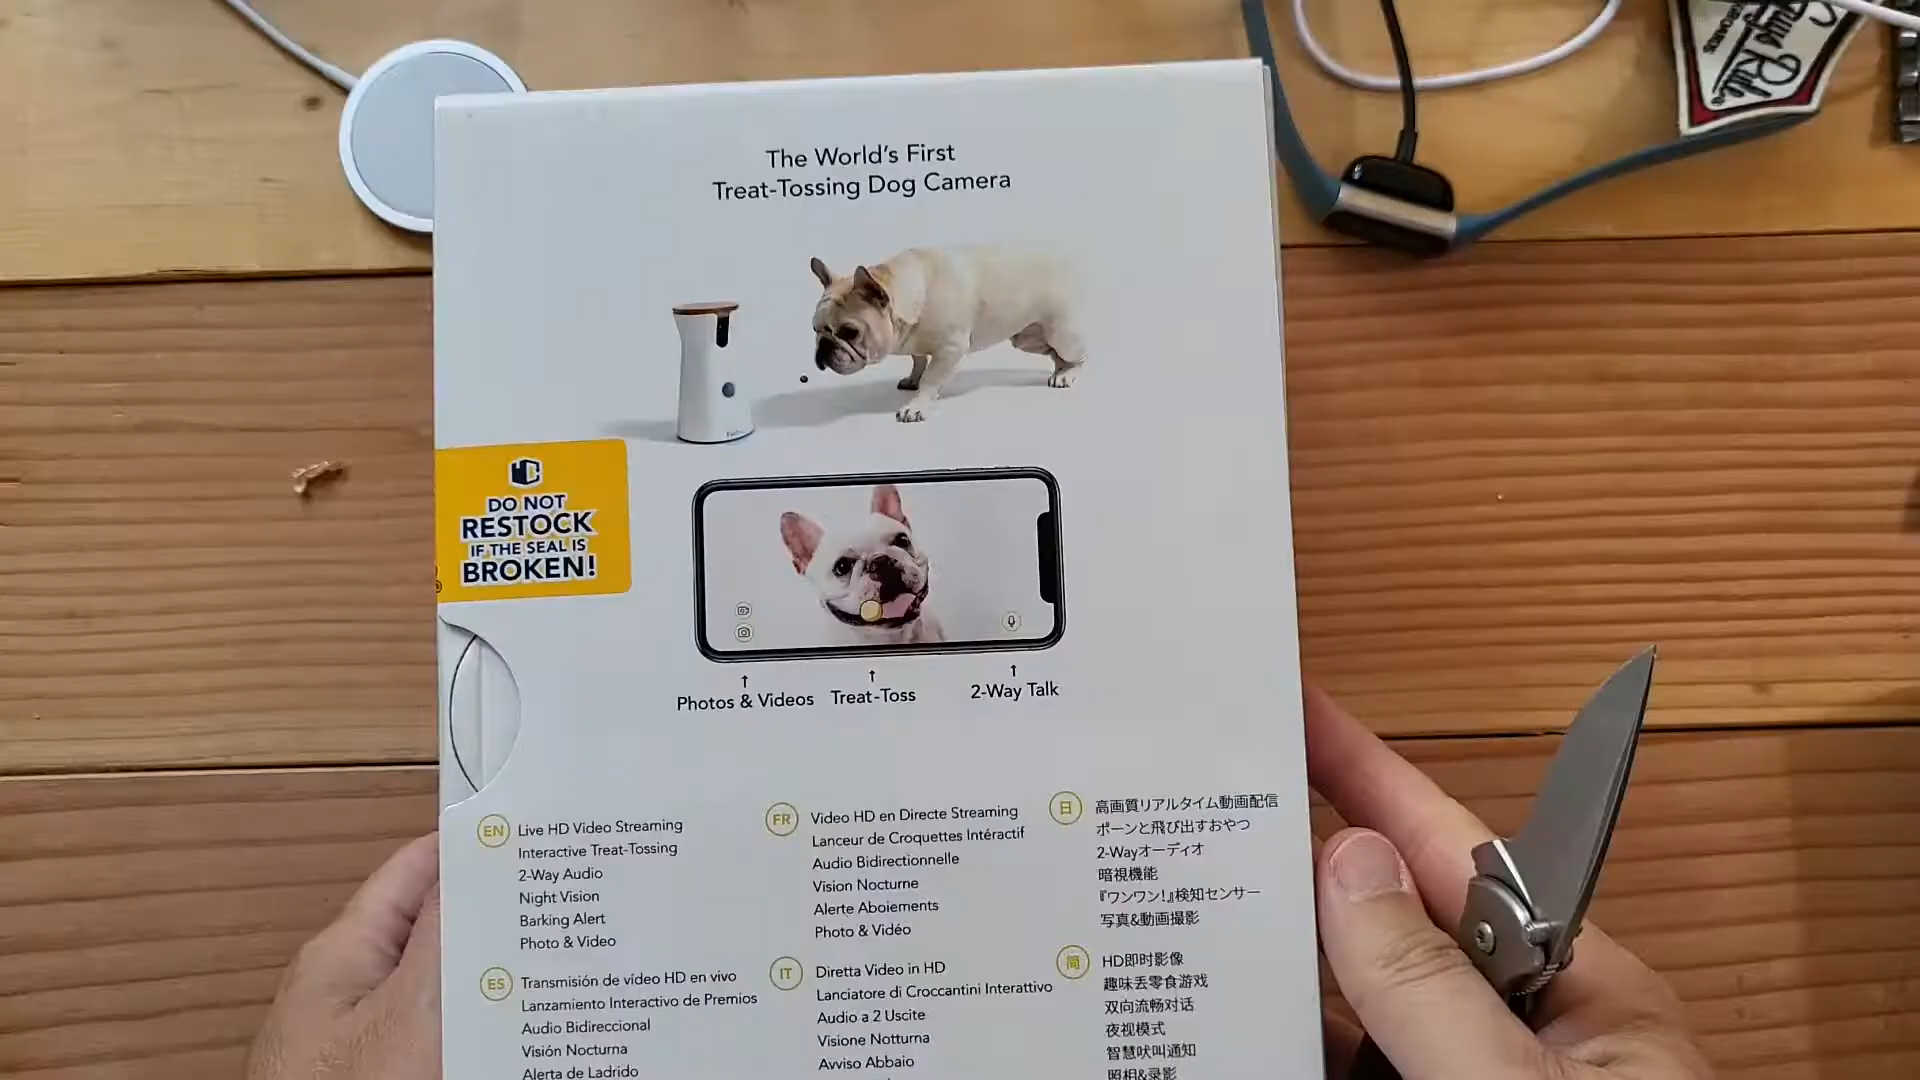 The World's First
Treat-Tossing Dog Camera
DO NOT
RESTOCK
IF THE SEAL IS
BROKEN!
Photos & Videos
Treat-Toss
2-Way Talk
EN
Live HD Video Streaming
Interactive Treat-Tossing
2-Way Audio
Night Vision
Barking Alert
Photo & Video
FR
Video HD en Directe Streaming
Lanceur de Croquettes Intéractif
Audio Bidirectionnelle
Vision Nocturne
Alerte Aboiements
Photo & Vidéo
日
高画質リアルタイム動画配信
ポーンと飛び出すおやつ
2-Wayオーディオ
暗視機能
『ワンワン!』検知センサー
写真&動画撮影
ES
Transmisión de vídeo HD en vivo
Lanzamiento Interactivo de Premios
Audio Bidireccional
Visión Nocturna
Alerta de Ladrido
IT
Diretta Video in HD
Lanciatore di Croccantini Interattivo
Audio a 2 Uscite
Visione Notturna
Avviso Abbaio
简
HD即时影像
趣味丢零食游戏
双向流畅对话
夜视模式
智慧吠叫通知
照相&录影